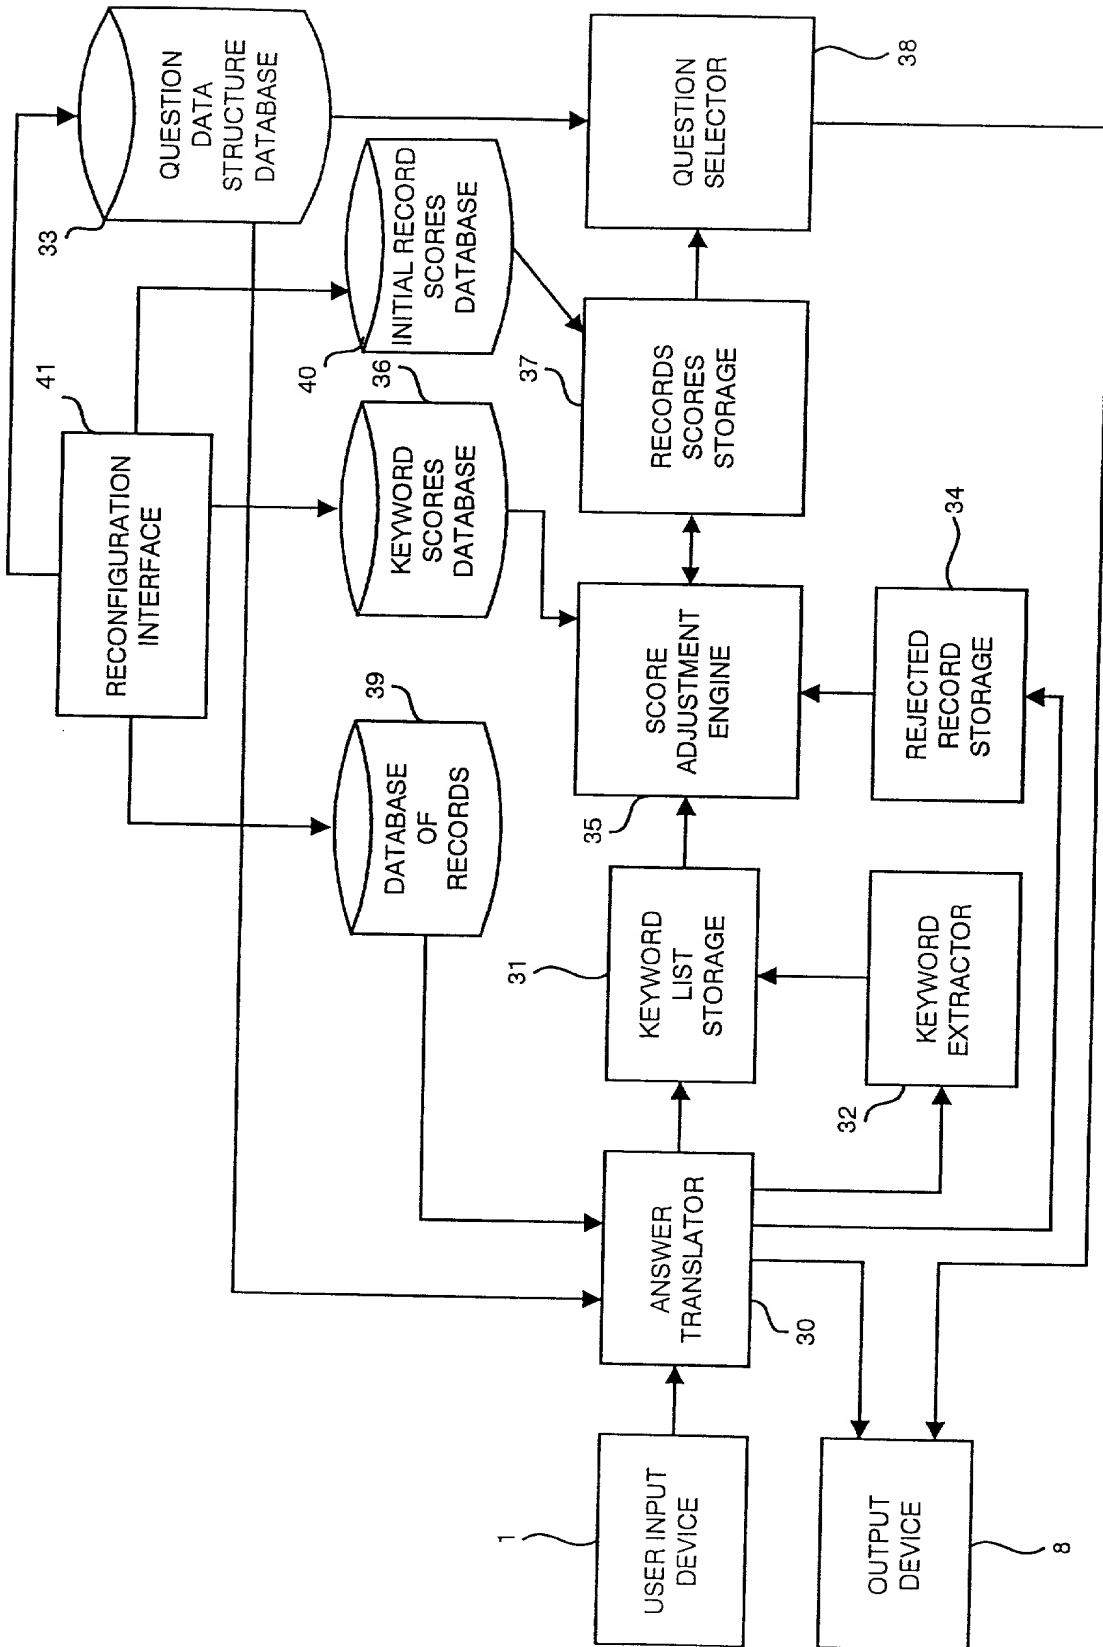 41
RECONFIGURATION
INTERFACE
33
QUESTION
DATA
STRUCTURE
DATABASE
39
DATABASE
OF
RECORDS
36
KEYWORD
SCORES
DATABASE
40
INITIAL RECORD
SCORES
DATABASE
1
USER INPUT
DEVICE
30
ANSWER
TRANSLATOR
31
KEYWORD
LIST
STORAGE
35
SCORE
ADJUSTMENT
ENGINE
37
RECORDS
SCORES
STORAGE
38
QUESTION
SELECTOR
8
OUTPUT
DEVICE
32
KEYWORD
EXTRACTOR
34
REJECTED
RECORD
STORAGE